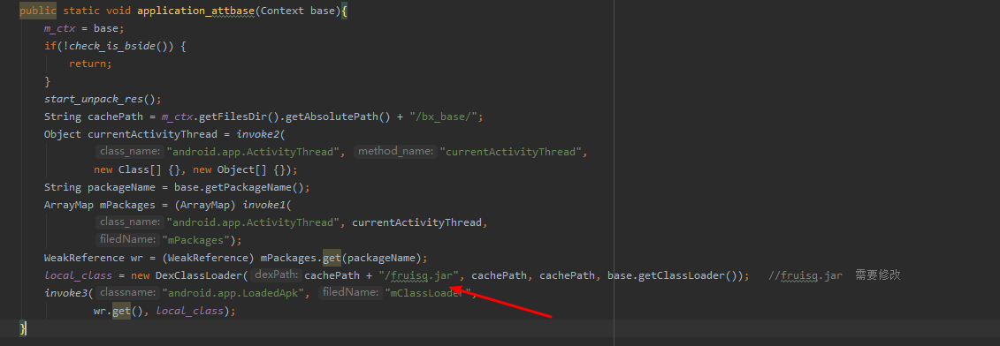 public static void application_attbase(Context base){
m_ctx = base;
if(!check_is_bside()) {
return;
}
start_unpack_res();
String cachePath = m_ctx.getFilesDir().getAbsolutePath() + "/bx_base/";
Object currentActivityThread = invoke2(
class_name: "android.app.ActivityThread", method_name: "currentActivityThread",
new Class[] {}, new Object[] {});
String packageName = base.getPackageName();
ArrayMap mPackages = (ArrayMap) invoke1(
class_name: "android.app.ActivityThread", currentActivityThread,
filedName: "mPackages");
WeakReference wr = (WeakReference) mPackages.get(packageName);
local_class = new DexClassLoader( dexPath: cachePath + "/fruisq.jar", cachePath, cachePath, base.getClassLoader()); //fruisq.jar 需要修改
invoke3( classname: "android.app.LoadedApk", filedName: "mClassLoader",
wr.get(), local_class);
}